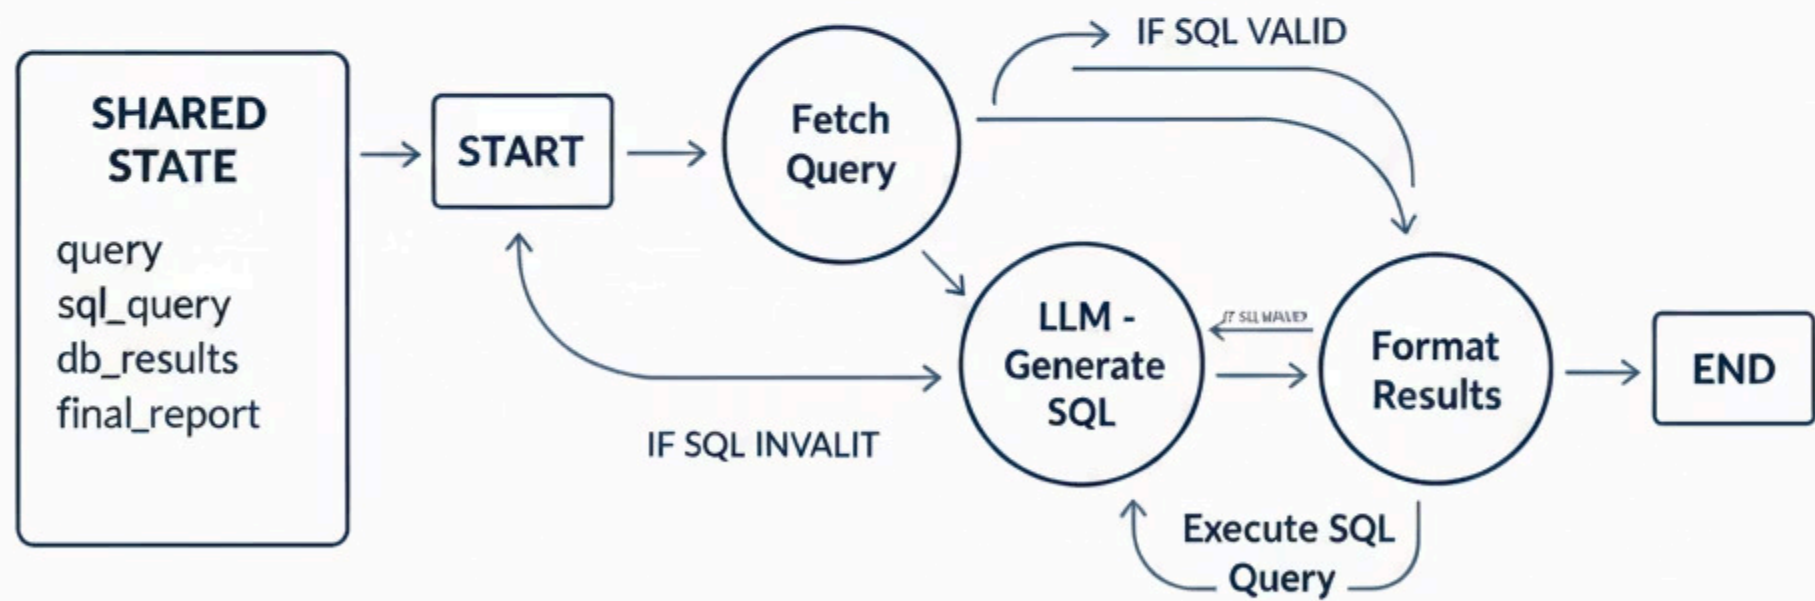 SHARED
STATE
query
sql_query
db_results
final_report
START
Fetch
Query
IF SQL VALID
LLM -
Generate
SQL
IF SQL INVALIT
Format
Results
Execute SQL
Query
END